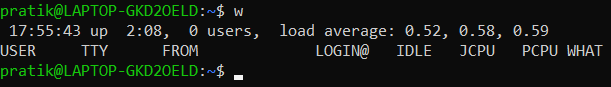 pratik@LAPTOP-GKD2OELD:~$ w
 17:55:43 up  2:08,  0 users,  load average: 0.52, 0.58, 0.59
USER     TTY      FROM             LOGIN@   IDLE   JCPU   PCPU WHAT
pratik@LAPTOP-GKD2OELD:~$